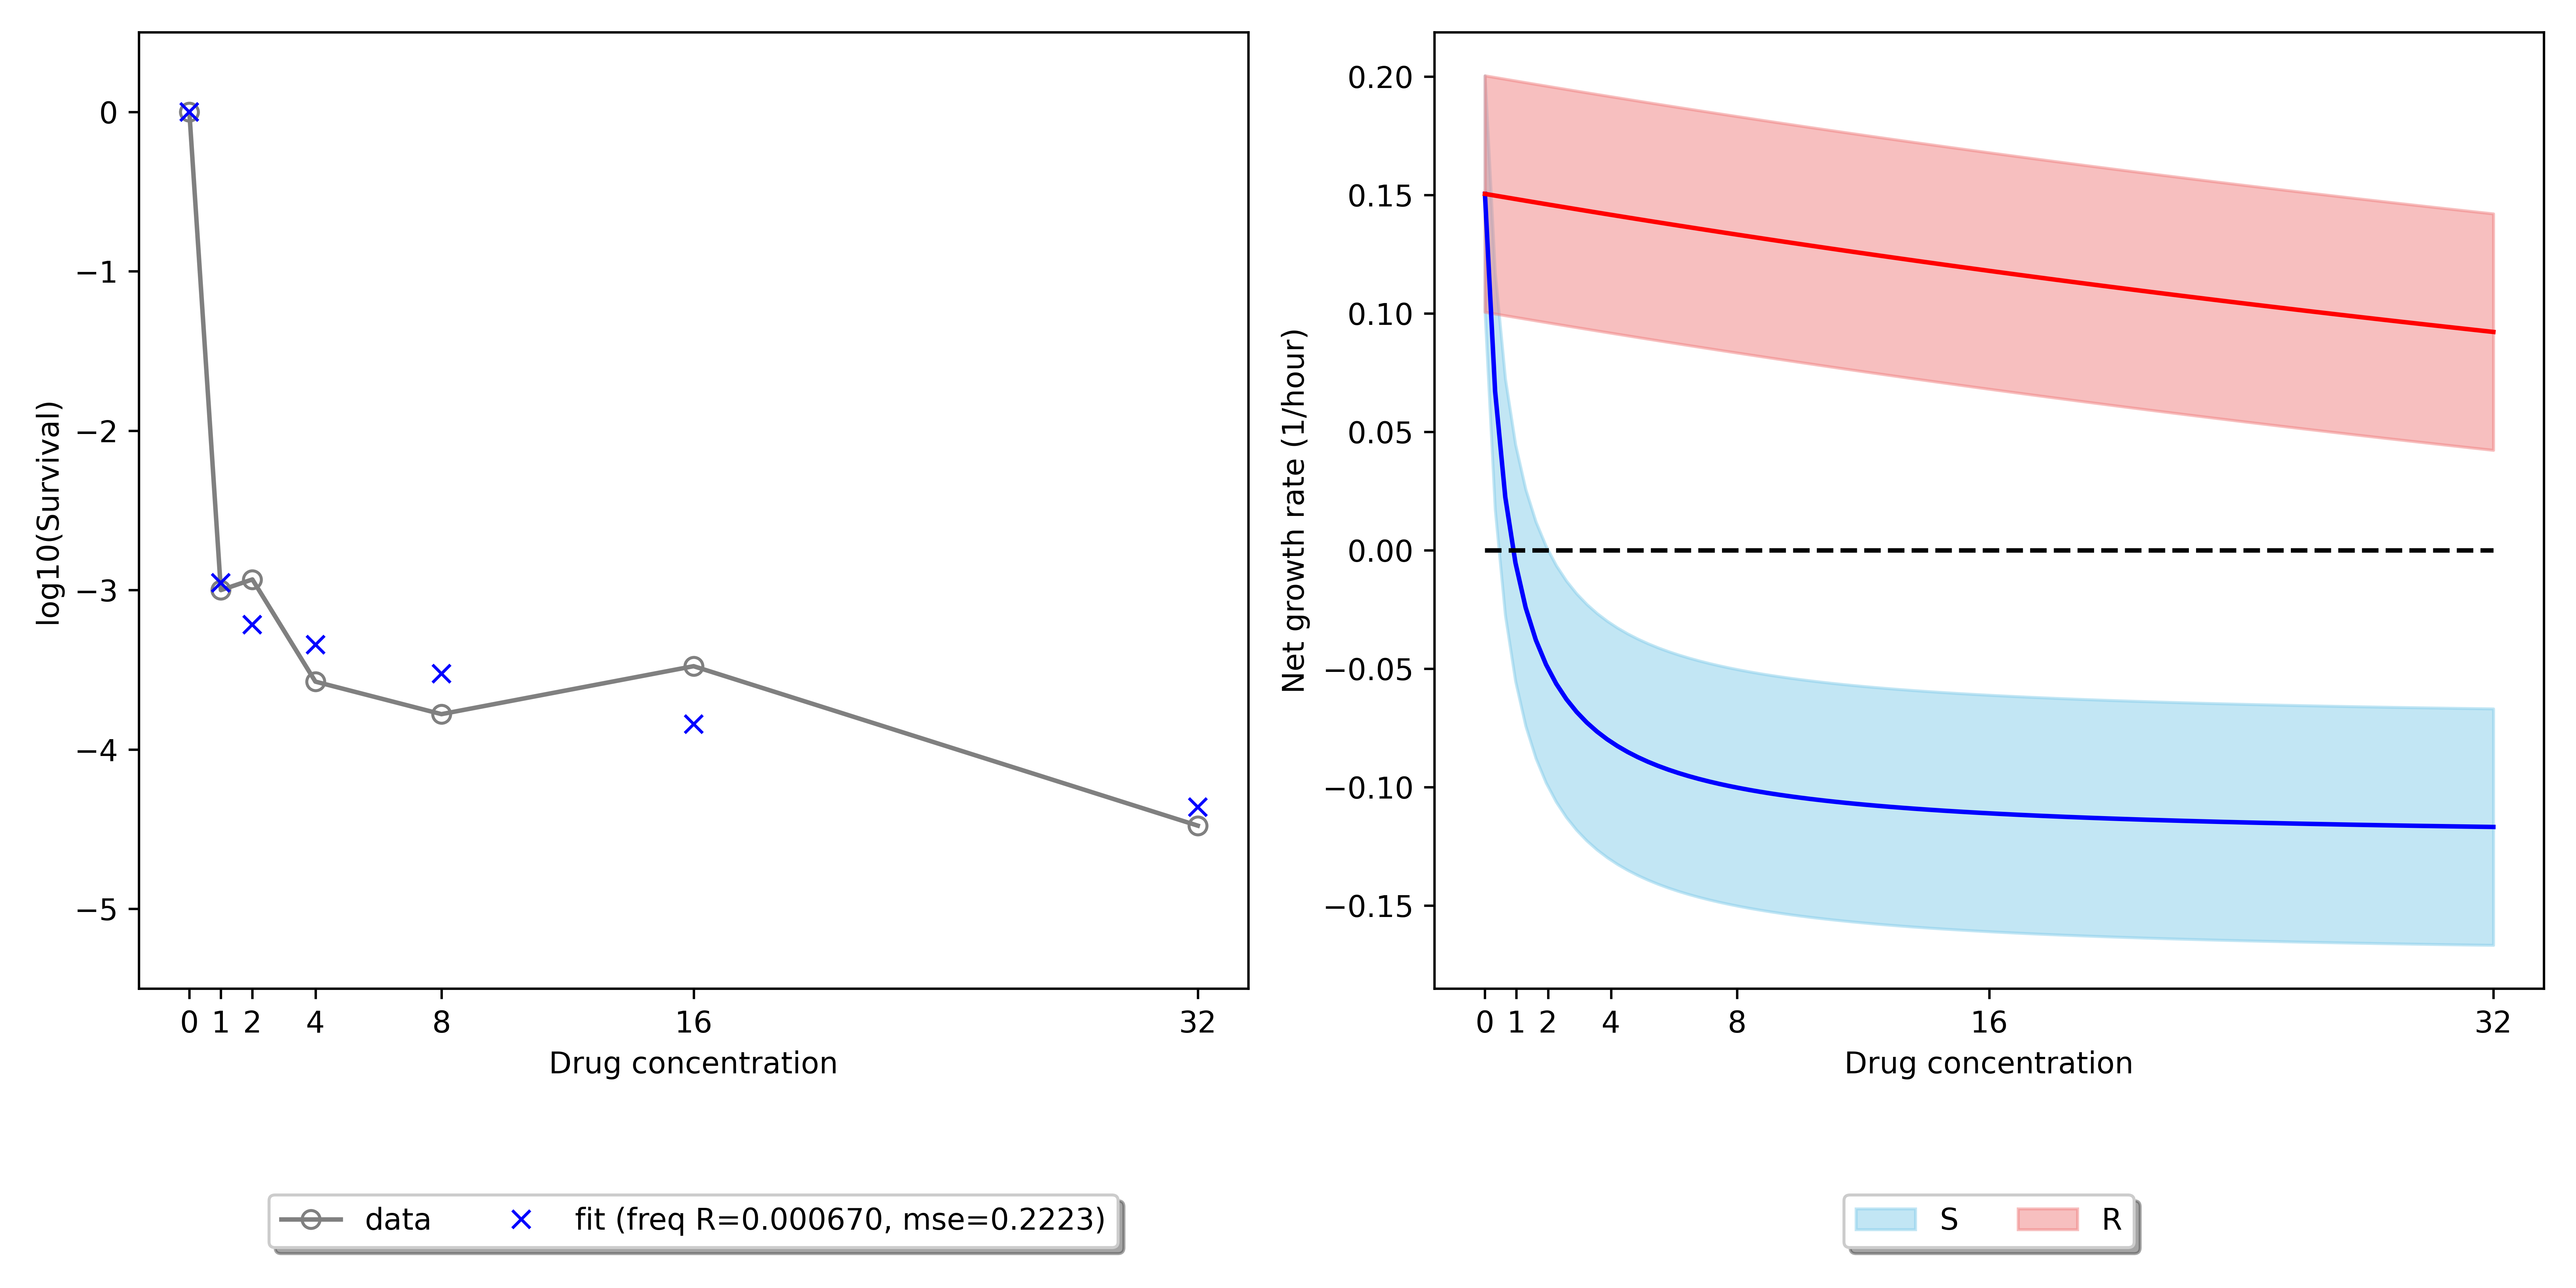 0
−1
−2
−3
−4
−5
log10(Survival)
0 1 2 4 8 16 32
Drug concentration
data fit (freq R=0.000670, mse=0.2223)
0.20
0.15
0.10
0.05
0.00
−0.05
−0.10
−0.15
Net growth rate (1/hour)
0 1 2 4 8 16 32
Drug concentration
S R